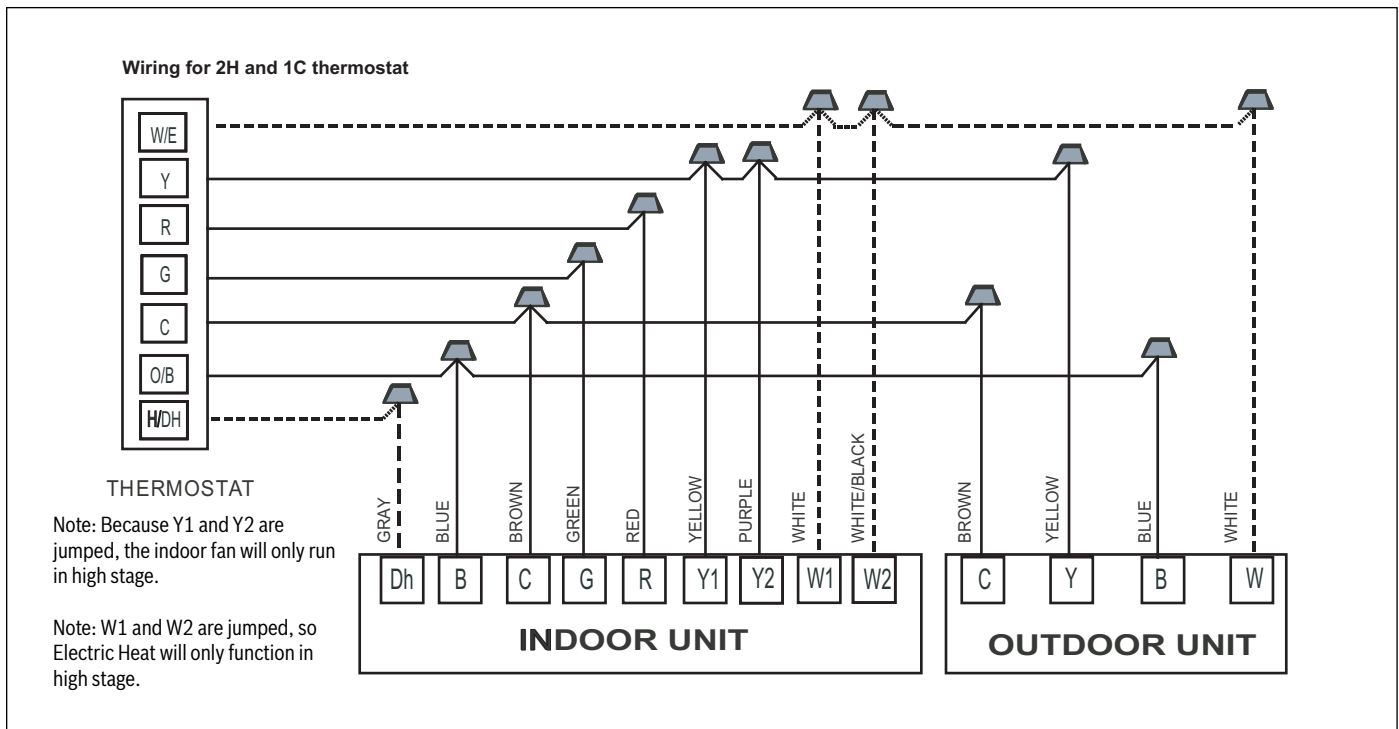 Wiring for 2H and 1C thermostat
W/E
Y
R
G
C
O/B
H/DH
THERMOSTAT
Note: Because Y1 and Y2 are
jumped, the indoor fan will only run
in high stage.
Note: W1 and W2 are jumped, so
Electric Heat will only function in
high stage.
GRAY
BLUE
BROWN
GREEN
RED
YELLOW
PURPLE
WHITE
WHITE/BLACK
BROWN
YELLOW
BLUE
WHITE
Dh B C G R Y1 Y2 W1 W2
C Y B W
INDOOR UNIT
OUTDOOR UNIT